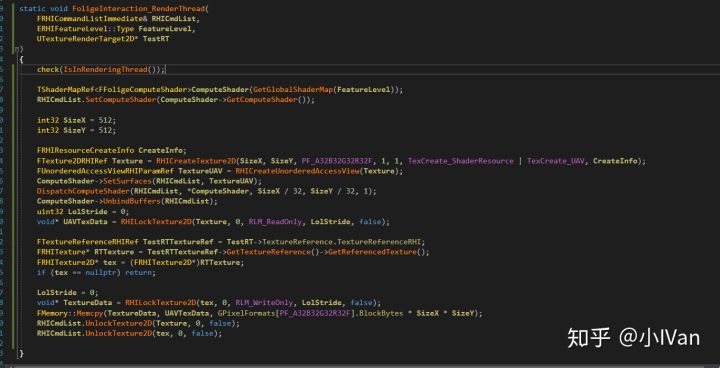 static void FoligeInteraction_RenderThread(
FRHICommandListImmediate& RHICmdList,
ERHIFeatureLevel::Type FeatureLevel,
UTextureRenderTarget2D* TestRT
)
{
check(IsInRenderingThread());
TShaderMapRef<FFoligeComputeShader>ComputeShader(GetGlobalShaderMap(FeatureLevel));
RHICmdList.SetComputeShader(ComputeShader->GetComputeShader());
int32 SizeX = 512;
int32 SizeY = 512;
FRHIResourceCreateInfo CreateInfo;
FTexture2DRHIRef Texture = RHICreateTexture2D(SizeX, SizeY, PF_A32B32G32R32F, 1, 1, TexCreate_ShaderResource | TexCreate_UAV, CreateInfo);
FUnorderedAccessViewRHIParamRef TextureUAV = RHICreateUnorderedAccessView(Texture);
ComputeShader->SetSurfaces(RHICmdList, TextureUAV);
DispatchComputeShader(RHICmdList, *ComputeShader, SizeX / 32, SizeY / 32, 1);
ComputeShader->UnbindBuffers(RHICmdList);
uint32 LolStride = 0;
void* UAVTexData = RHILockTexture2D(Texture, 0, RLM_ReadOnly, LolStride, false);
FTextureReferenceRHIRef TestRTTextureRef = TestRT->TextureReference.TextureReferenceRHI;
FRHITexture* RTTexture = TestRTTextureRef->GetTextureReference()->GetReferencedTexture();
FRHITexture2D* tex = (FRHITexture2D*)RTTexture;
if (tex == nullptr) return;
LolStride = 0;
void* TextureData = RHILockTexture2D(tex, 0, RLM_WriteOnly, LolStride, false);
FMemory::Memcpy(TextureData, UAVTexData, GPixelFormats[PF_A32B32G32R32F].BlockBytes * SizeX * SizeY);
RHICmdList.UnlockTexture2D(Texture, 0, false);
RHICmdList.UnlockTexture2D(tex, 0, false);
}
知乎 @小IVan